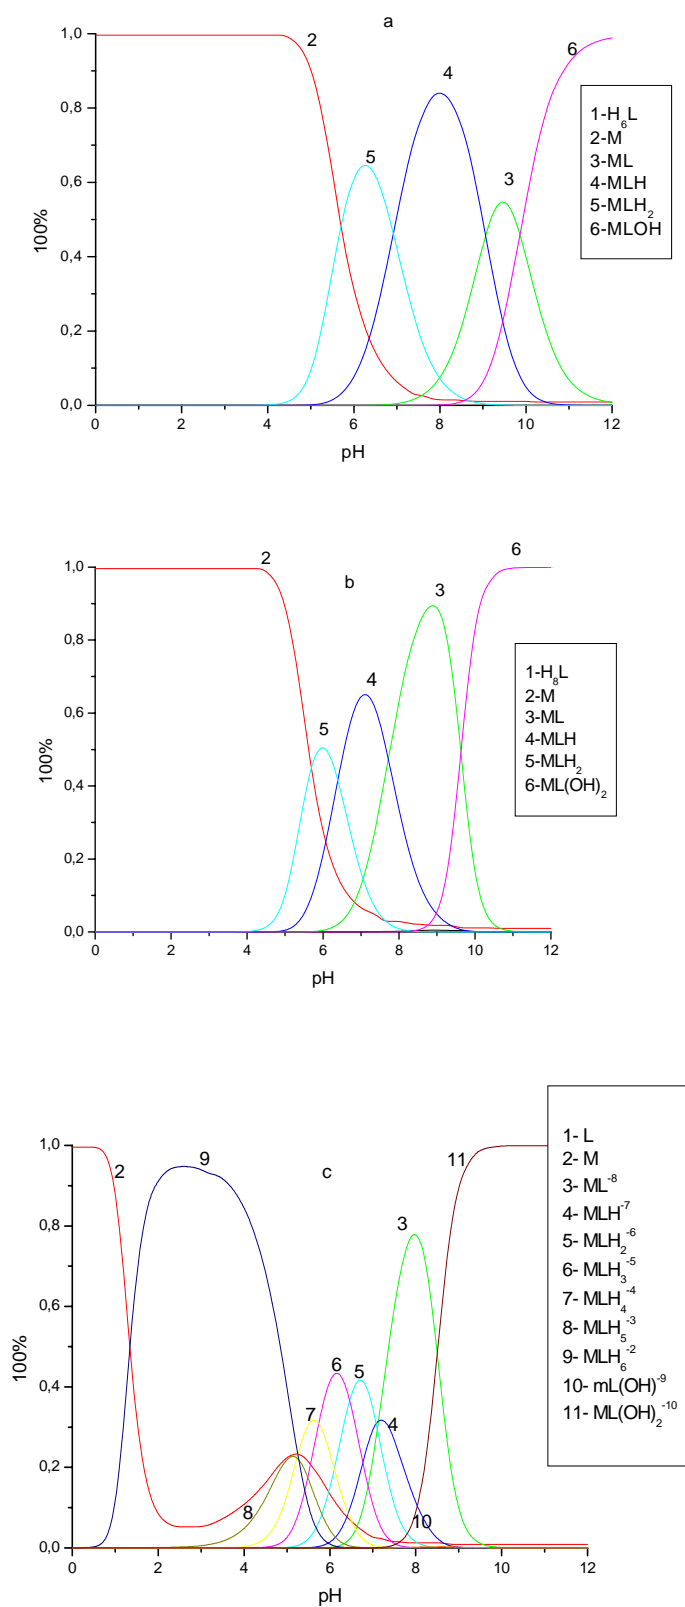 a
1,0
0,8
0,6
0,4
0,2
0,0
100%
0 2 4 6 8 10 12
pH
2
5
4
3
6
1-H₆L
2-M
3-ML
4-MLH
5-MLH₂
6-MLOH
b
1,0
0,8
0,6
0,4
0,2
0,0
100%
0 2 4 6 8 10 12
pH
2
5
4
3
6
1-H₈L
2-M
3-ML
4-MLH
5-MLH₂
6-ML(OH)₂
c
1,0
0,8
0,6
0,4
0,2
0,0
100%
0 2 4 6 8 10 12
pH
2
9
8
7
6
5
4
3
10
11
1- L
2- M
3- ML⁻⁸
4- MLH⁻⁷
5- MLH₂⁻⁶
6- MLH₃⁻⁵
7- MLH₄⁻⁴
8- MLH₅⁻³
9- MLH₆⁻²
10- mL(OH)⁻⁹
11- ML(OH)₂⁻¹⁰